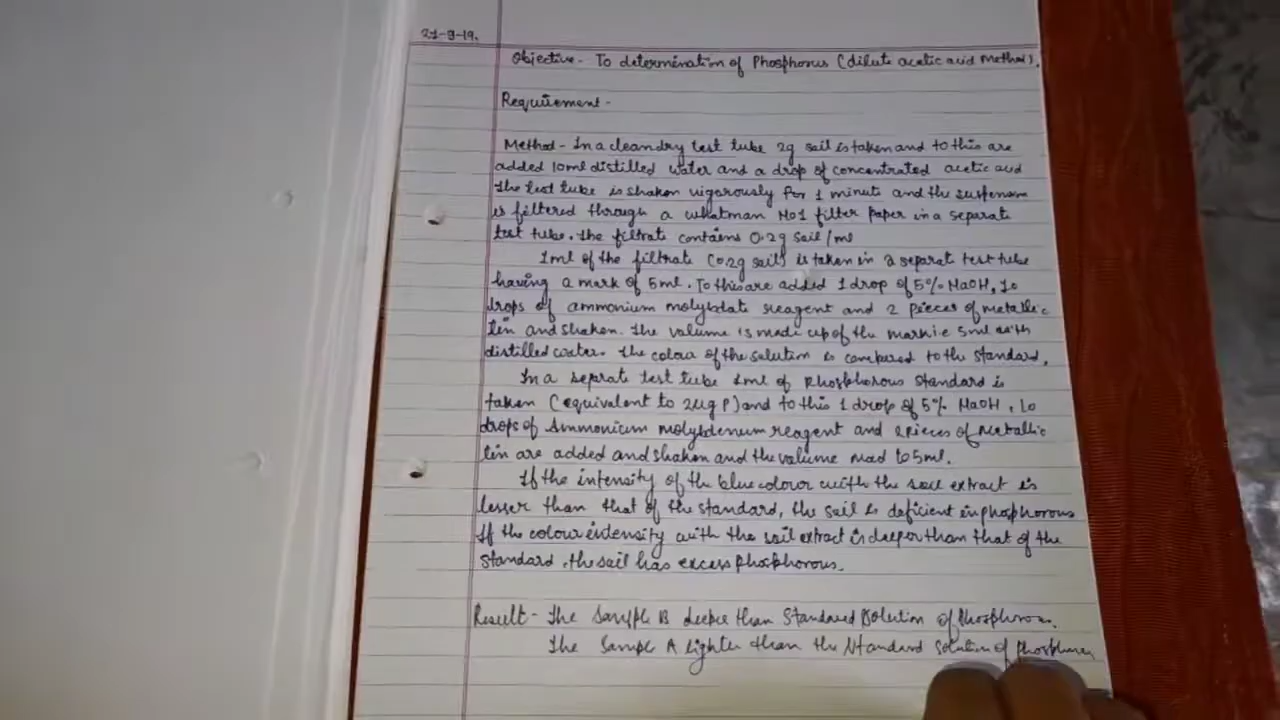 21-9-19.
Objective - To determination of Phosphorus (dilute acetic acid Method).
Requirement -
Method - In a clean dry test tube 2g soil is taken and to this are
added 10ml distilled water and a drop of concentrated acetic acid
The test tube is shaken vigorously for 1 minute and the suspension
is filtered through a whatman No1 filter paper in a separate
test tube. The filtrate contains 0.2g soil/ml
1ml of the filtrate (0.2g soil) is taken in a separate test tube
having a mark of 5ml. To this are added 1 drop of 5% NaOH, 10
drops of ammonium molybdate reagent and 2 pieces of metallic
tin and shaken. The volume is made up of the mark i.e 5ml with
distilled water. The colour of the solution is compared to the standard.
In a separate test tube 1ml of Phosphorous standard is
taken (equivalent to 2µg P) and to this 1 drop of 5% NaOH, 10
drops of Ammonium molybdenum reagent and 2 pieces of metallic
tin are added and shaken and the volume mad to 5ml.
If the intensity of the blue colour with the soil extract is
lesser than that of the standard, the soil is deficient in phosphorous
If the colour intensity with the soil extract is deeper than that of the
standard, the soil has excess phosphorous.
Result - The Sample B deeper than Standard solution of Phosphorous.
The Sample A lighter than the Standard solution of Phosphorous